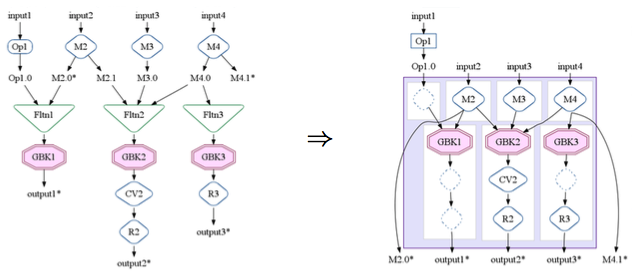 input1 input2 input3 input4
Op1 M2 M3 M4
Op1.0 M2.0* M2.1 M3.0 M4.0 M4.1*
Fltn1 Fltn2 Fltn3
GBK1 GBK2 GBK3
output1* CV2 R3
R2 output3*
output2*
⇒
input1
Op1
Op1.0 input2 input3 input4
M2 M3 M4
GBK1 GBK2 GBK3
CV2
R2 R3
M2.0* output1* output2* output3* M4.1*